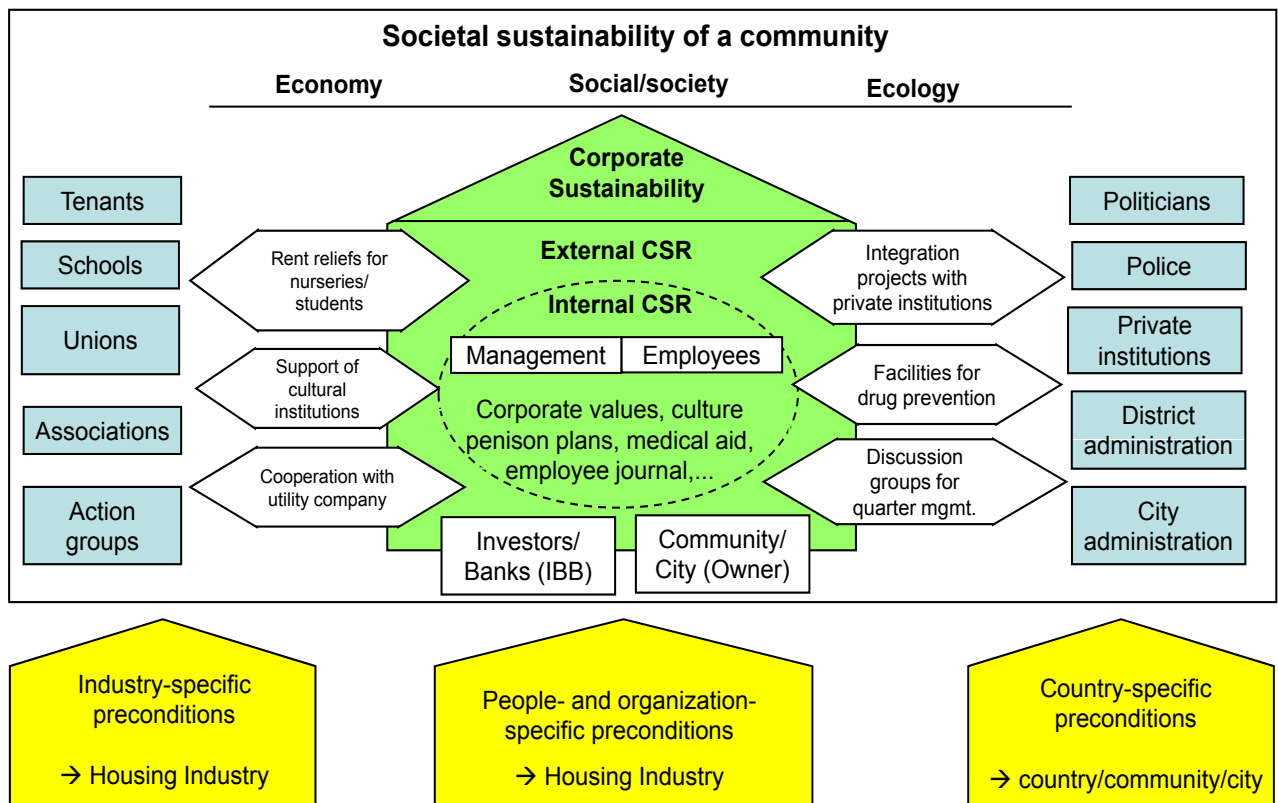 Societal sustainability of a community
Economy
Social/society
Ecology
Corporate
Sustainability
Tenants
Schools
Unions
Associations
Action
groups
Rent reliefs for
nurseries/
students
Support of
cultural
institutions
Cooperation with
utility company
External CSR
Internal CSR
Management
Employees
Corporate values, culture
penison plans, medical aid,
employee journal,...
Investors/
Banks (IBB)
Community/
City (Owner)
Integration
projects with
private institutions
Facilities for
drug prevention
Discussion
groups for
quarter mgmt.
Politicians
Police
Private
institutions
District
administration
City
administration
Industry-specific
preconditions
→ Housing Industry
People- and organization-
specific preconditions
→ Housing Industry
Country-specific
preconditions
→ country/community/city